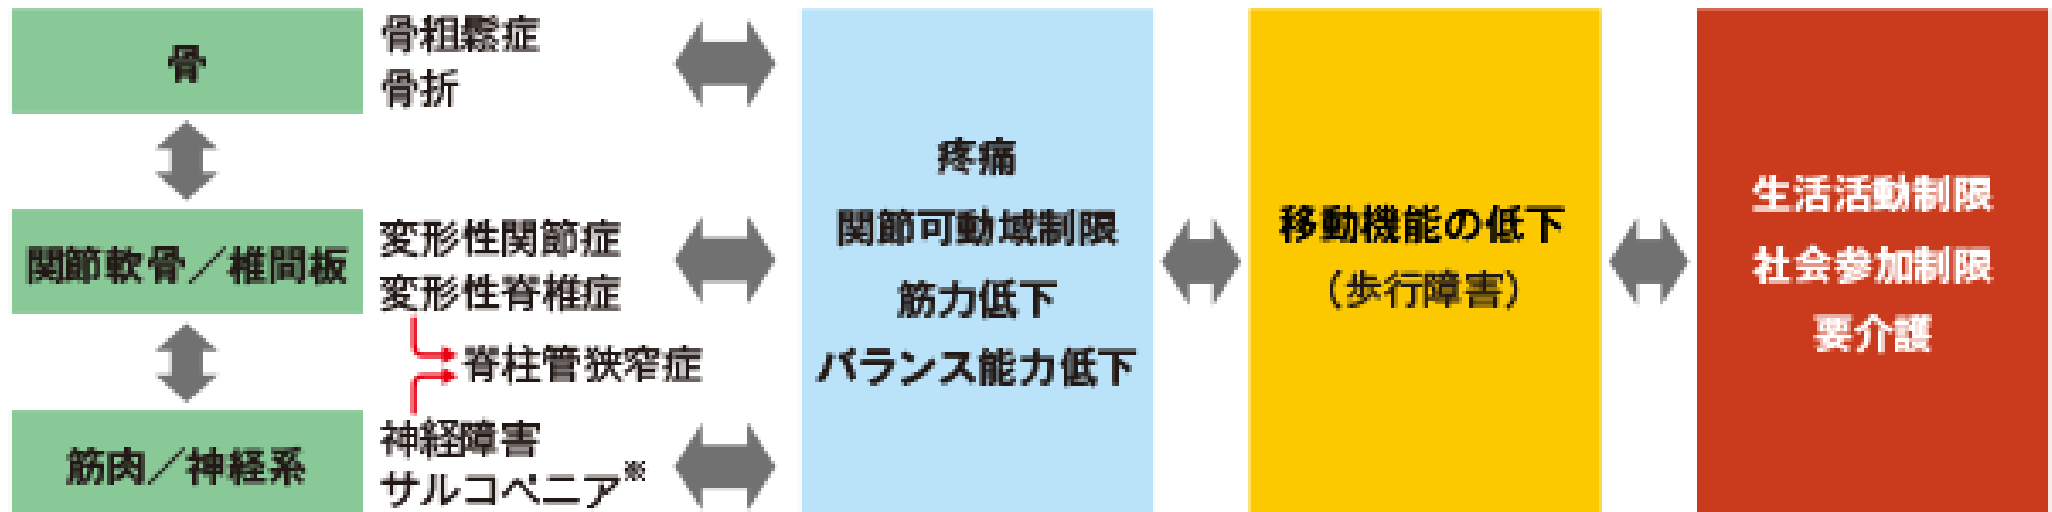 骨
骨粗鬆症
骨折
関節軟骨／椎間板
変形性関節症
変形性脊椎症
脊柱管狭窄症
筋肉／神経系
神経障害
サルコペニア※
疼痛
関節可動域制限
筋力低下
バランス能力低下
移動機能の低下
（歩行障害）
生活活動制限
社会参加制限
要介護